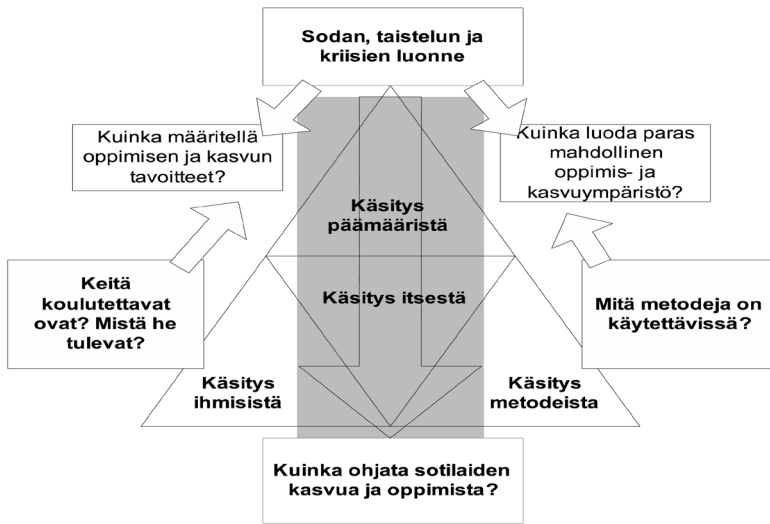 Sodan, taistelun ja
kriisien luonne
Kuinka määritellä
oppimisen ja kasvun
tavoitteet?
Kuinka luoda paras
mahdollinen
oppimis- ja
kasvuympäristö?
Käsitys
päämääristä
Keitä
koulutettavat
ovat? Mistä he
tulevat?
Käsitys itsestä
Mitä metodeja on
käytettävissä?
Käsitys
ihmisistä
Käsitys
metodeista
Kuinka ohjata sotilaiden
kasvua ja oppimista?